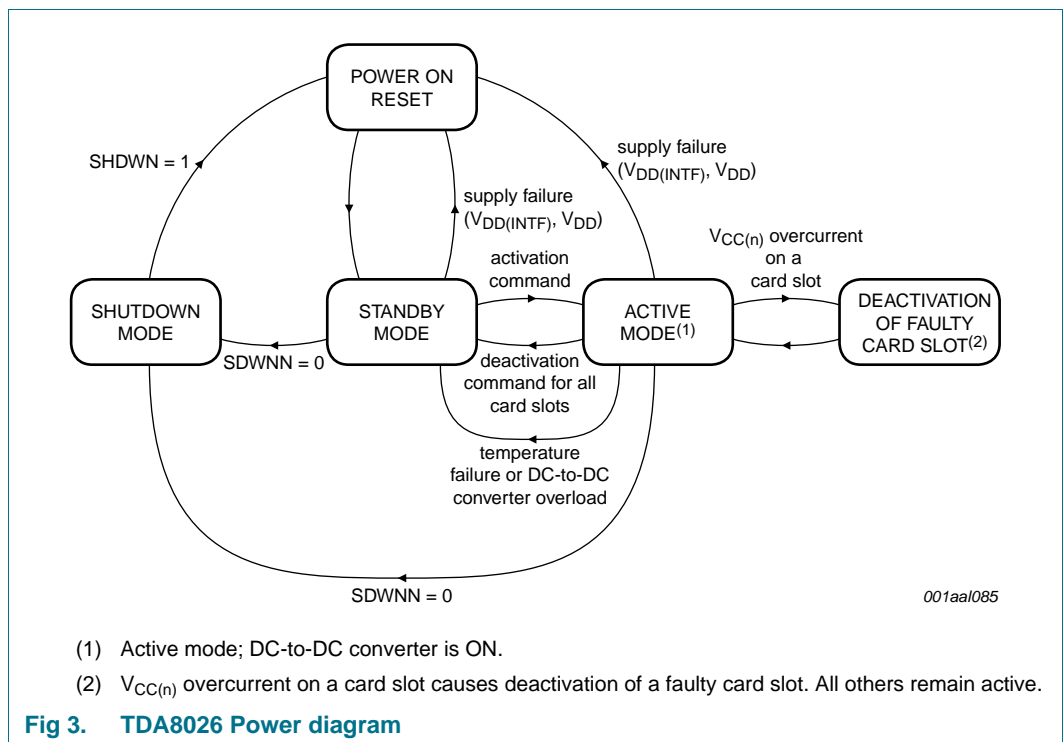 POWER ON
RESET
SHDWN = 1
supply failure
(VDD(INTF), VDD)
supply failure
(VDD(INTF), VDD)
VCC(n) overcurrent
on a
card slot
activation
command
SHUTDOWN
MODE
STANDBY
MODE
ACTIVE
MODE(1)
DEACTIVATION
OF FAULTY
CARD SLOT(2)
SDWNN = 0
deactivation
command for all
card slots
temperature
failure or DC-to-DC
converter overload
SDWNN = 0
001aal085
(1) Active mode; DC-to-DC converter is ON.
(2) VCC(n) overcurrent on a card slot causes deactivation of a faulty card slot. All others remain active.
Fig 3. TDA8026 Power diagram